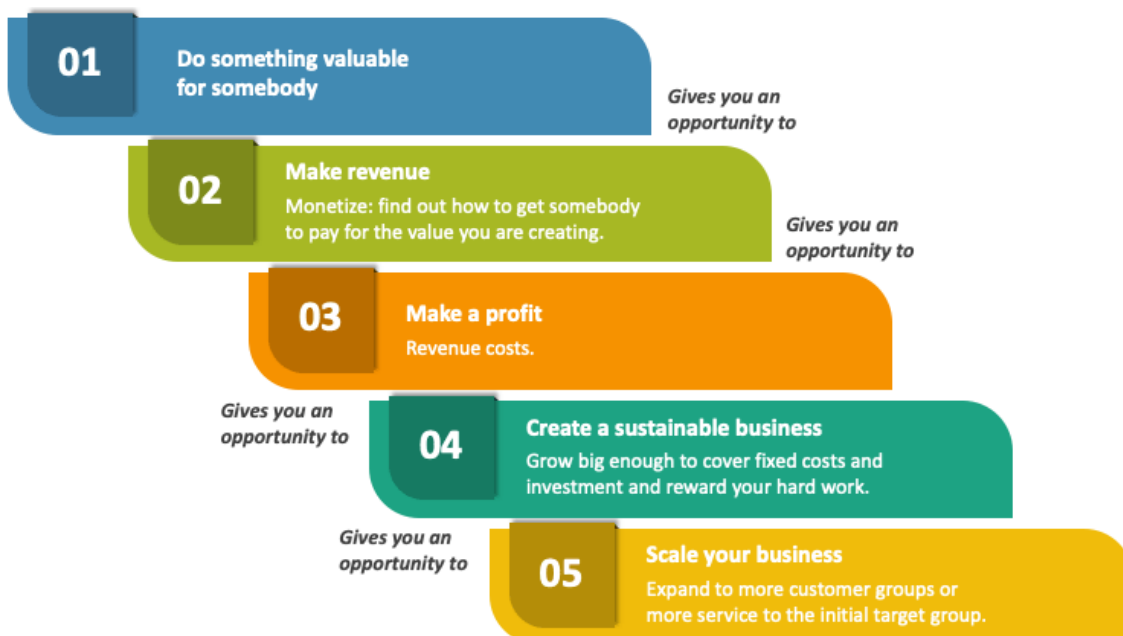 01
Do something valuable
for somebody
Gives you an
opportunity to
02
Make revenue
Monetize: find out how to get somebody
to pay for the value you are creating.
Gives you an
opportunity to
03
Make a profit
Revenue costs.
Gives you an
opportunity to
04
Create a sustainable business
Grow big enough to cover fixed costs and
investment and reward your hard work.
Gives you an
opportunity to
05
Scale your business
Expand to more customer groups or
more service to the initial target group.